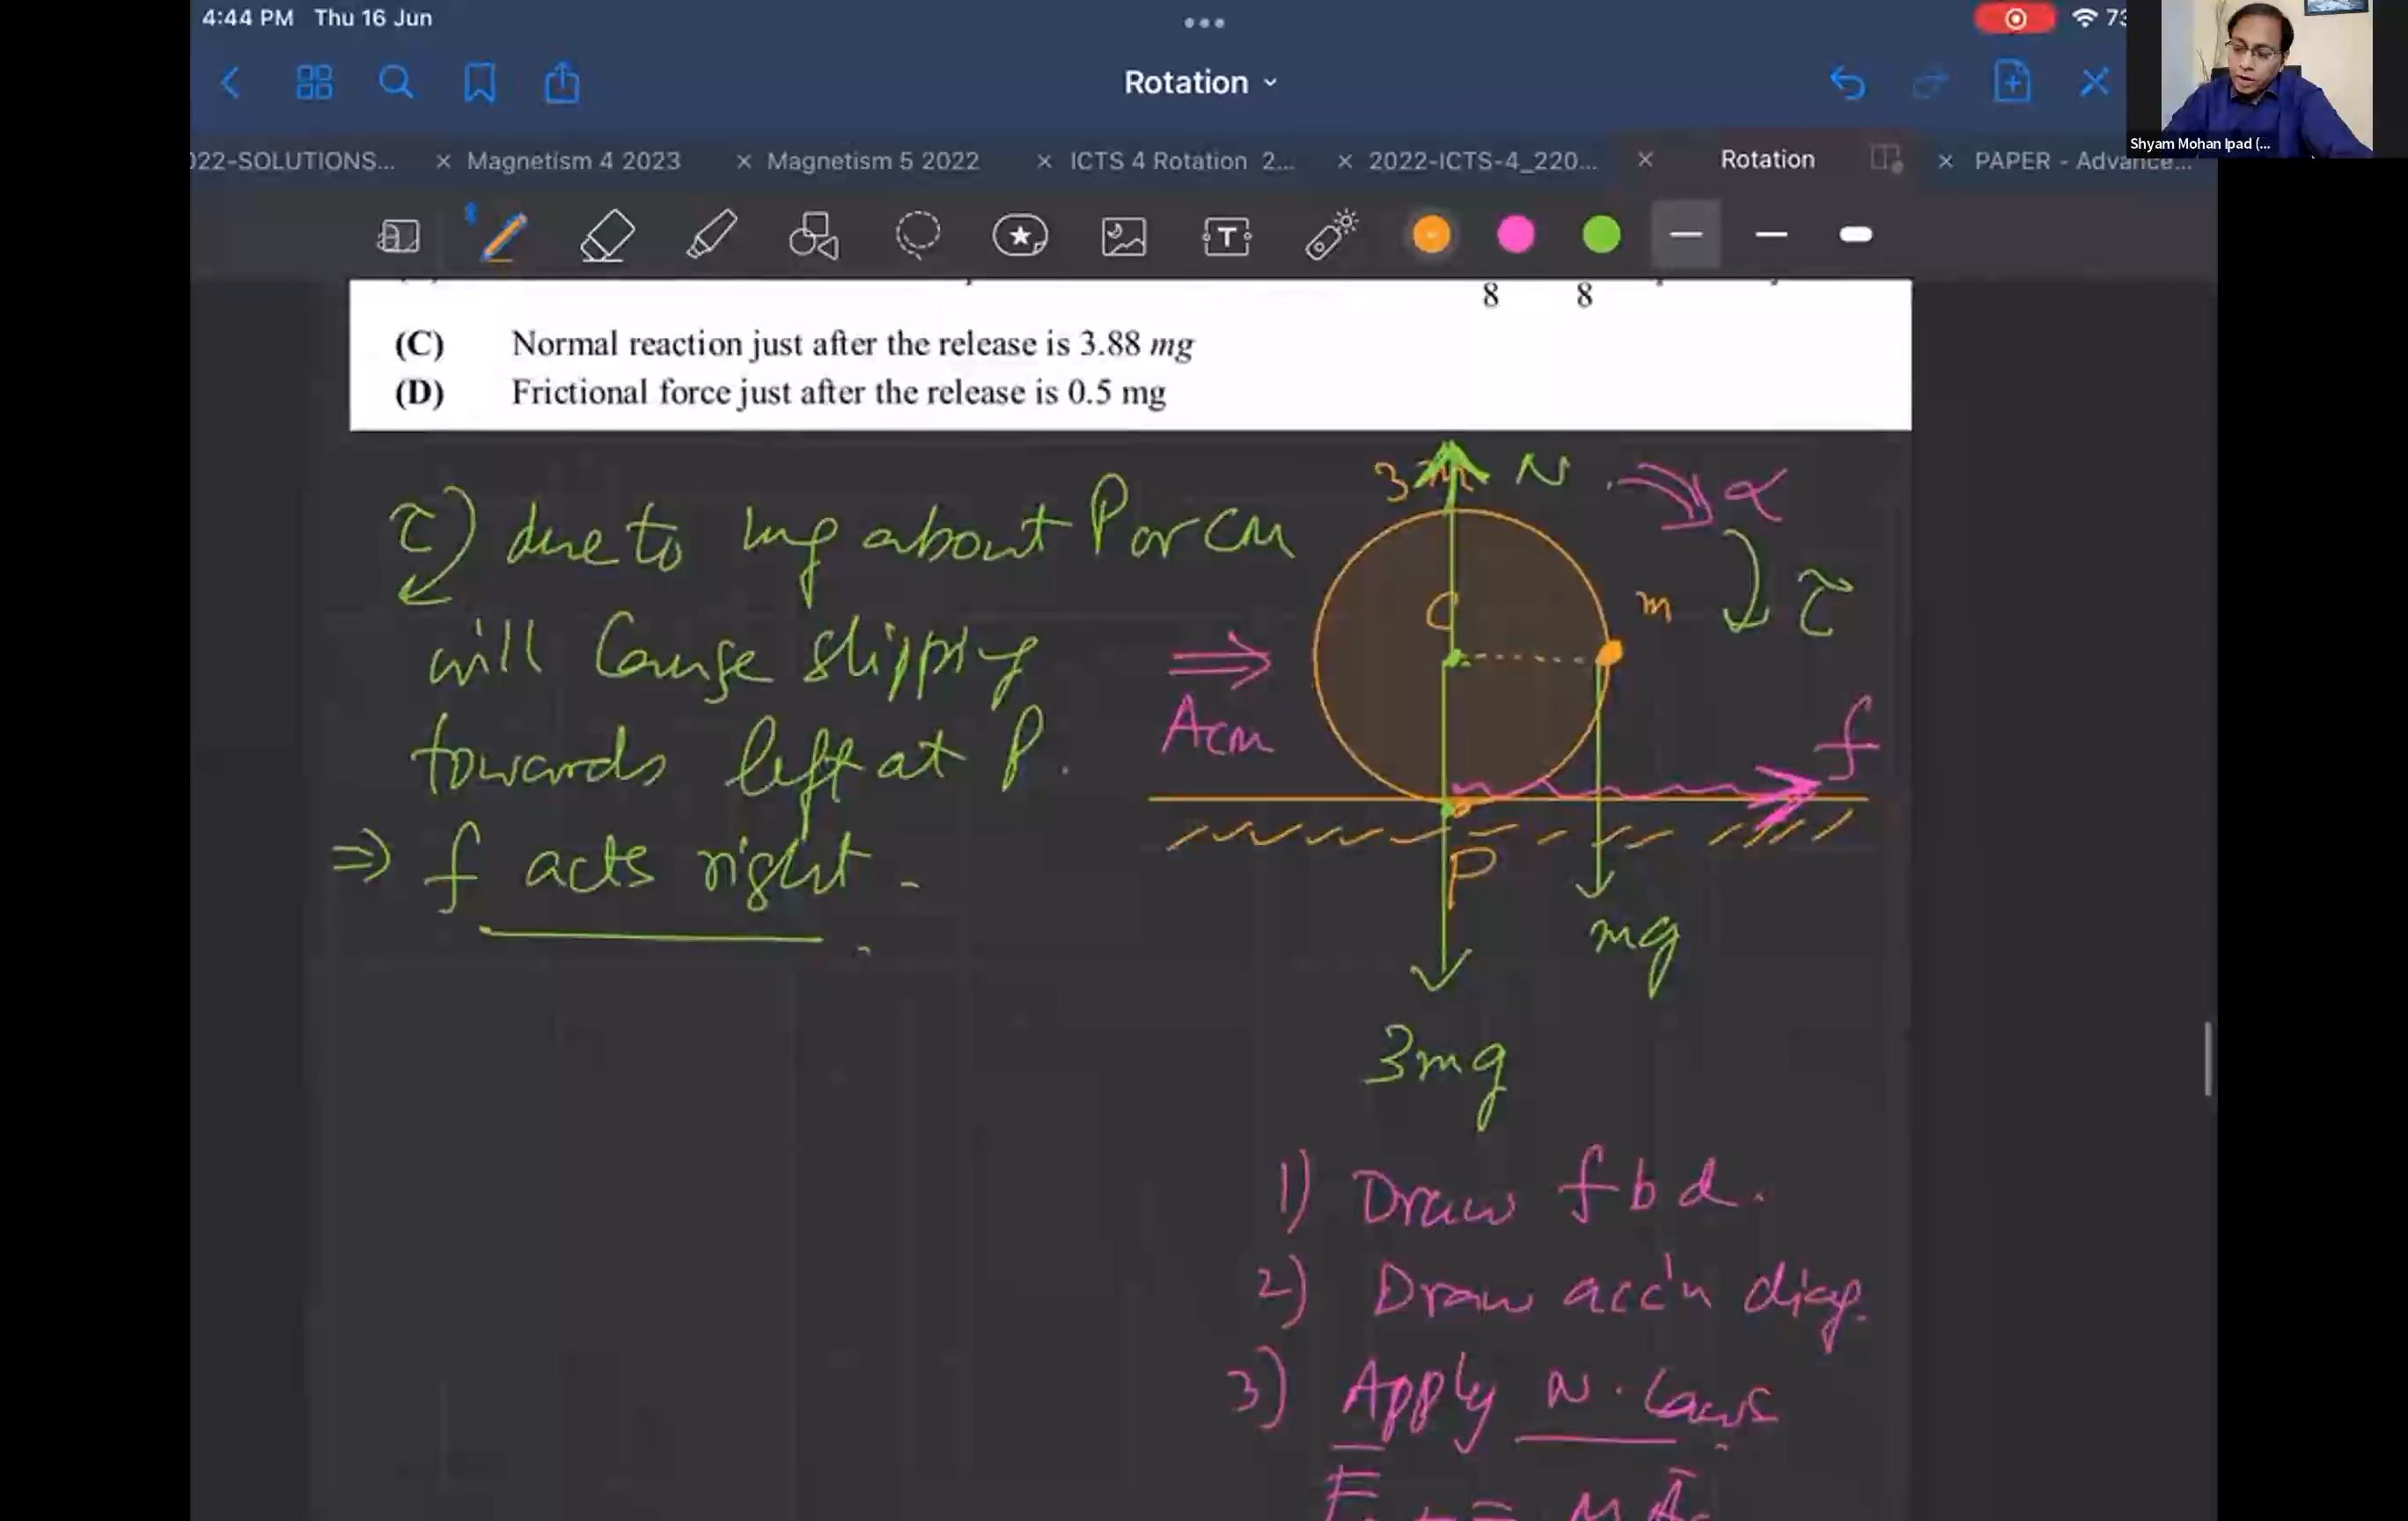 4:44 PM Thu 16 Jun
73
Rotation
Shyam Mohan Ipad (...
022-SOLUTIONS...
Magnetism 4 2023
Magnetism 5 2022
ICTS 4 Rotation 2...
2022-ICTS-4_220...
Rotation
PAPER - Advance...
T
8 8
(C) Normal reaction just after the release is 3.88 mg
(D) Frictional force just after the release is 0.5 mg
τ due to mg about P or CM
will Cause slipping
towards left at P.
⇒ f acts right.
3m N α
τ
C m
Acm
f
P
mg
3mg
1) Draw fbd.
2) Draw acc'n diag.
3) Apply N. Laws